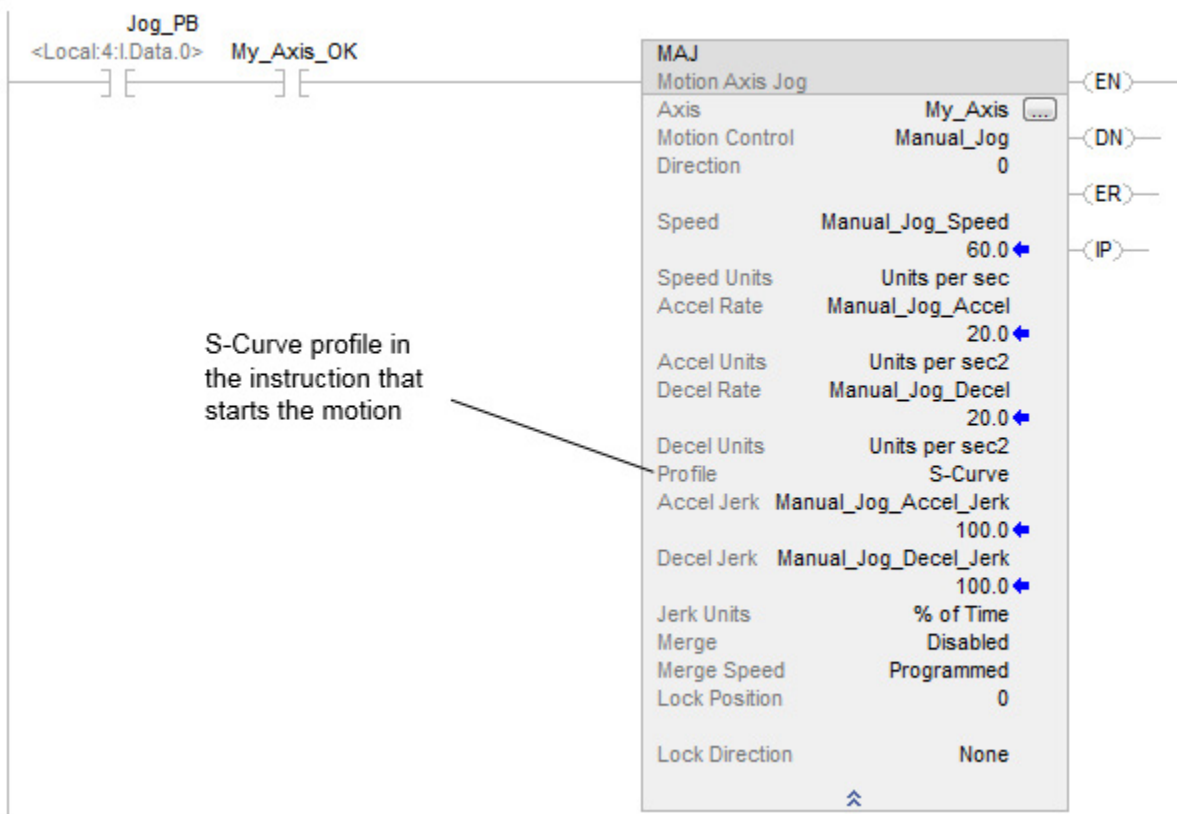 Jog_PB
<Local:4:I.Data.0> My_Axis_OK
MAJ
Motion Axis Jog
EN
Axis My_Axis ...
Motion Control Manual_Jog
DN
Direction 0
ER
Speed Manual_Jog_Speed
60.0
IP
Speed Units Units per sec
Accel Rate Manual_Jog_Accel
20.0
Accel Units Units per sec2
Decel Rate Manual_Jog_Decel
20.0
Decel Units Units per sec2
Profile S-Curve
Accel Jerk Manual_Jog_Accel_Jerk
100.0
Decel Jerk Manual_Jog_Decel_Jerk
100.0
Jerk Units % of Time
Merge Disabled
Merge Speed Programmed
Lock Position 0
Lock Direction None
S-Curve profile in
the instruction that
starts the motion